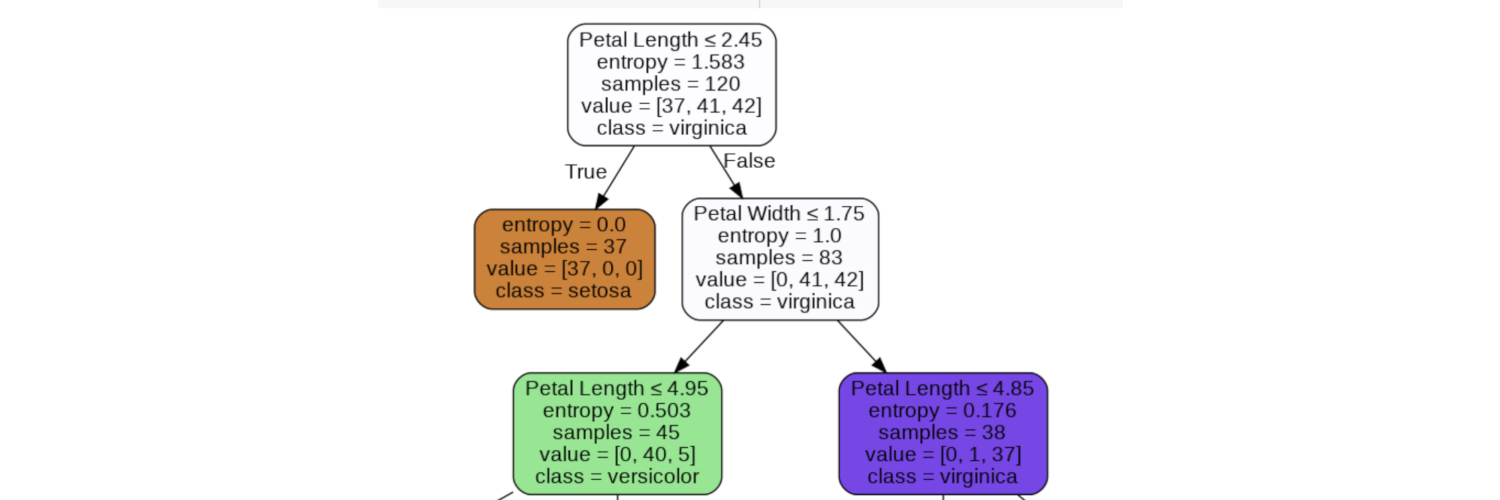 Petal Length ≤ 2.45
entropy = 1.583
samples = 120
value = [37, 41, 42]
class = virginica
True
False
entropy = 0.0
samples = 37
value = [37, 0, 0]
class = setosa
Petal Width ≤ 1.75
entropy = 1.0
samples = 83
value = [0, 41, 42]
class = virginica
Petal Length ≤ 4.95
entropy = 0.503
samples = 45
value = [0, 40, 5]
class = versicolor
Petal Length ≤ 4.85
entropy = 0.176
samples = 38
value = [0, 1, 37]
class = virginica